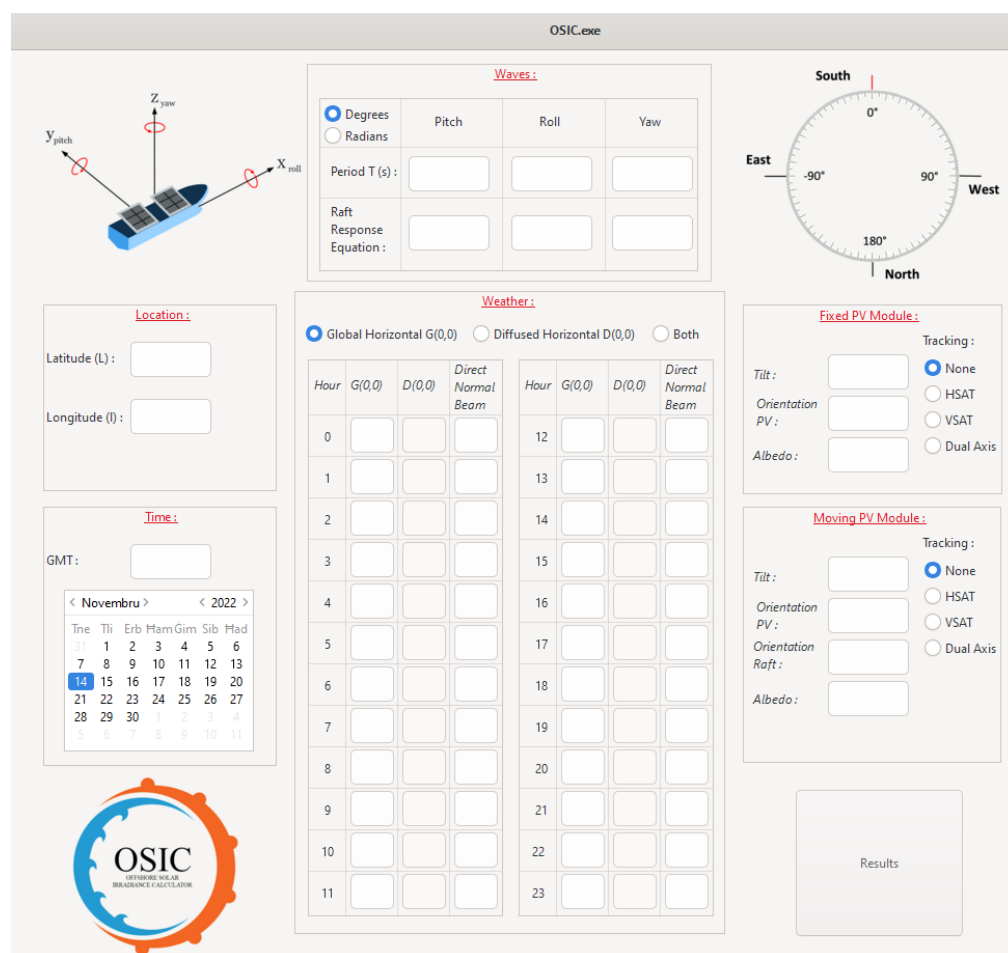 OSIC.exe
Z yaw
y pitch
X roll
Waves :
Degrees
Radians
Pitch
Roll
Yaw
Period T (s) :
Raft
Response
Equation :
South
0°
East
-90°
90°
West
180°
North
Location :
Latitude (L) :
Longitude (l) :
Time :
GMT :
< Novembru > < 2022 >
Tne Tli Erb Ħam Ġim Sib Ħad
31 1 2 3 4 5 6
7 8 9 10 11 12 13
14 15 16 17 18 19 20
21 22 23 24 25 26 27
28 29 30 1 2 3 4
5 6 7 8 9 10 11
OSIC
OFFSHORE SOLAR
IRRADIANCE CALCULATOR
Weather :
Global Horizontal G(0,0) Diffused Horizontal D(0,0) Both
Hour G(0,0) D(0,0) Direct
Normal
Beam
0
1
2
3
4
5
6
7
8
9
10
11
Hour G(0,0) D(0,0) Direct
Normal
Beam
12
13
14
15
16
17
18
19
20
21
22
23
Fixed PV Module :
Tilt :
Orientation
PV :
Albedo :
Tracking :
None
HSAT
VSAT
Dual Axis
Moving PV Module :
Tilt :
Orientation
PV :
Orientation
Raft :
Albedo :
Tracking :
None
HSAT
VSAT
Dual Axis
Results